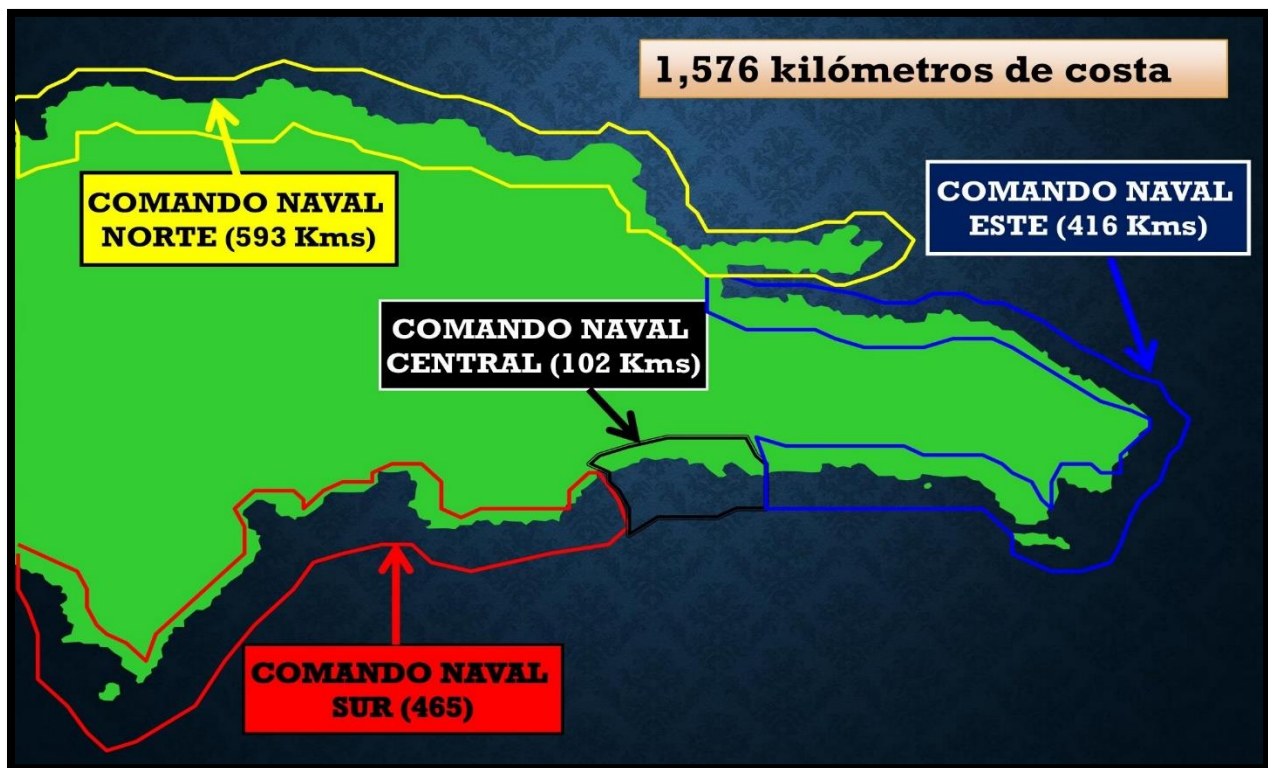 1,576 kilómetros de costa
COMANDO NAVAL
NORTE (593 Kms)
COMANDO NAVAL
ESTE (416 Kms)
COMANDO NAVAL
CENTRAL (102 Kms)
COMANDO NAVAL
SUR (465)